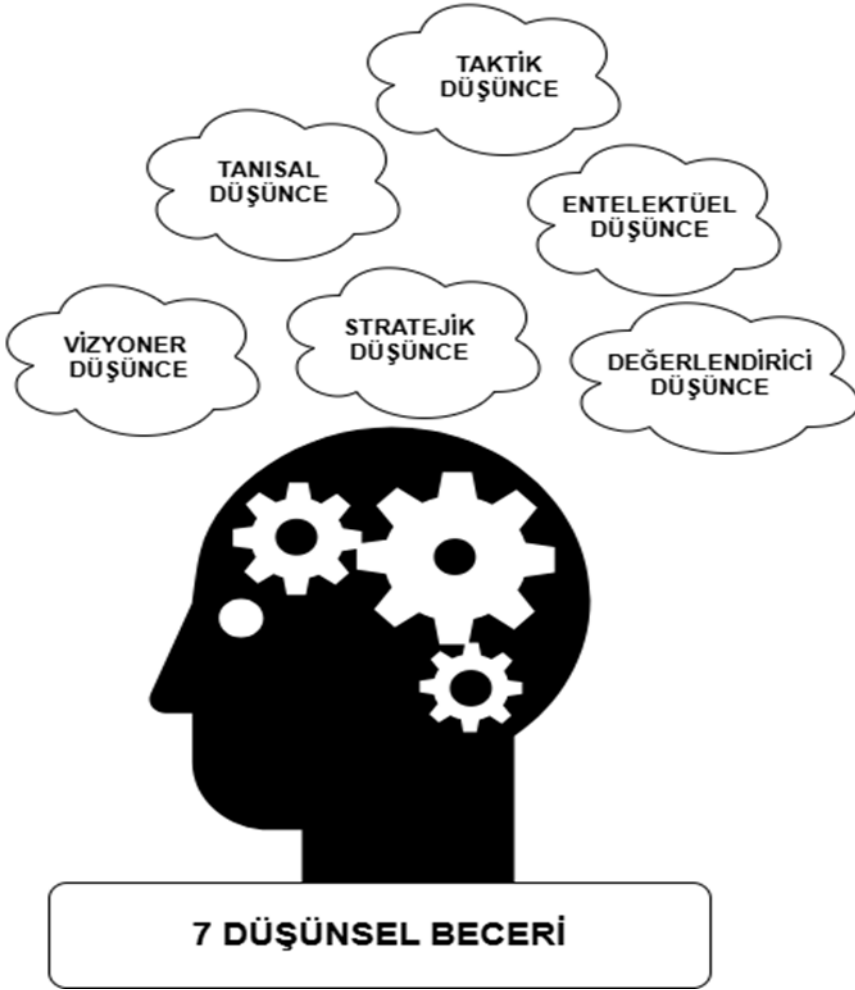 TAKTİK
DÜŞÜNCE
TANISAL
DÜŞÜNCE
ENTELEKTÜEL
DÜŞÜNCE
VİZYONER
DÜŞÜNCE
STRATEJİK
DÜŞÜNCE
DEĞERLENDİRİCİ
DÜŞÜNCE
7 DÜŞÜNSEL BECERİ